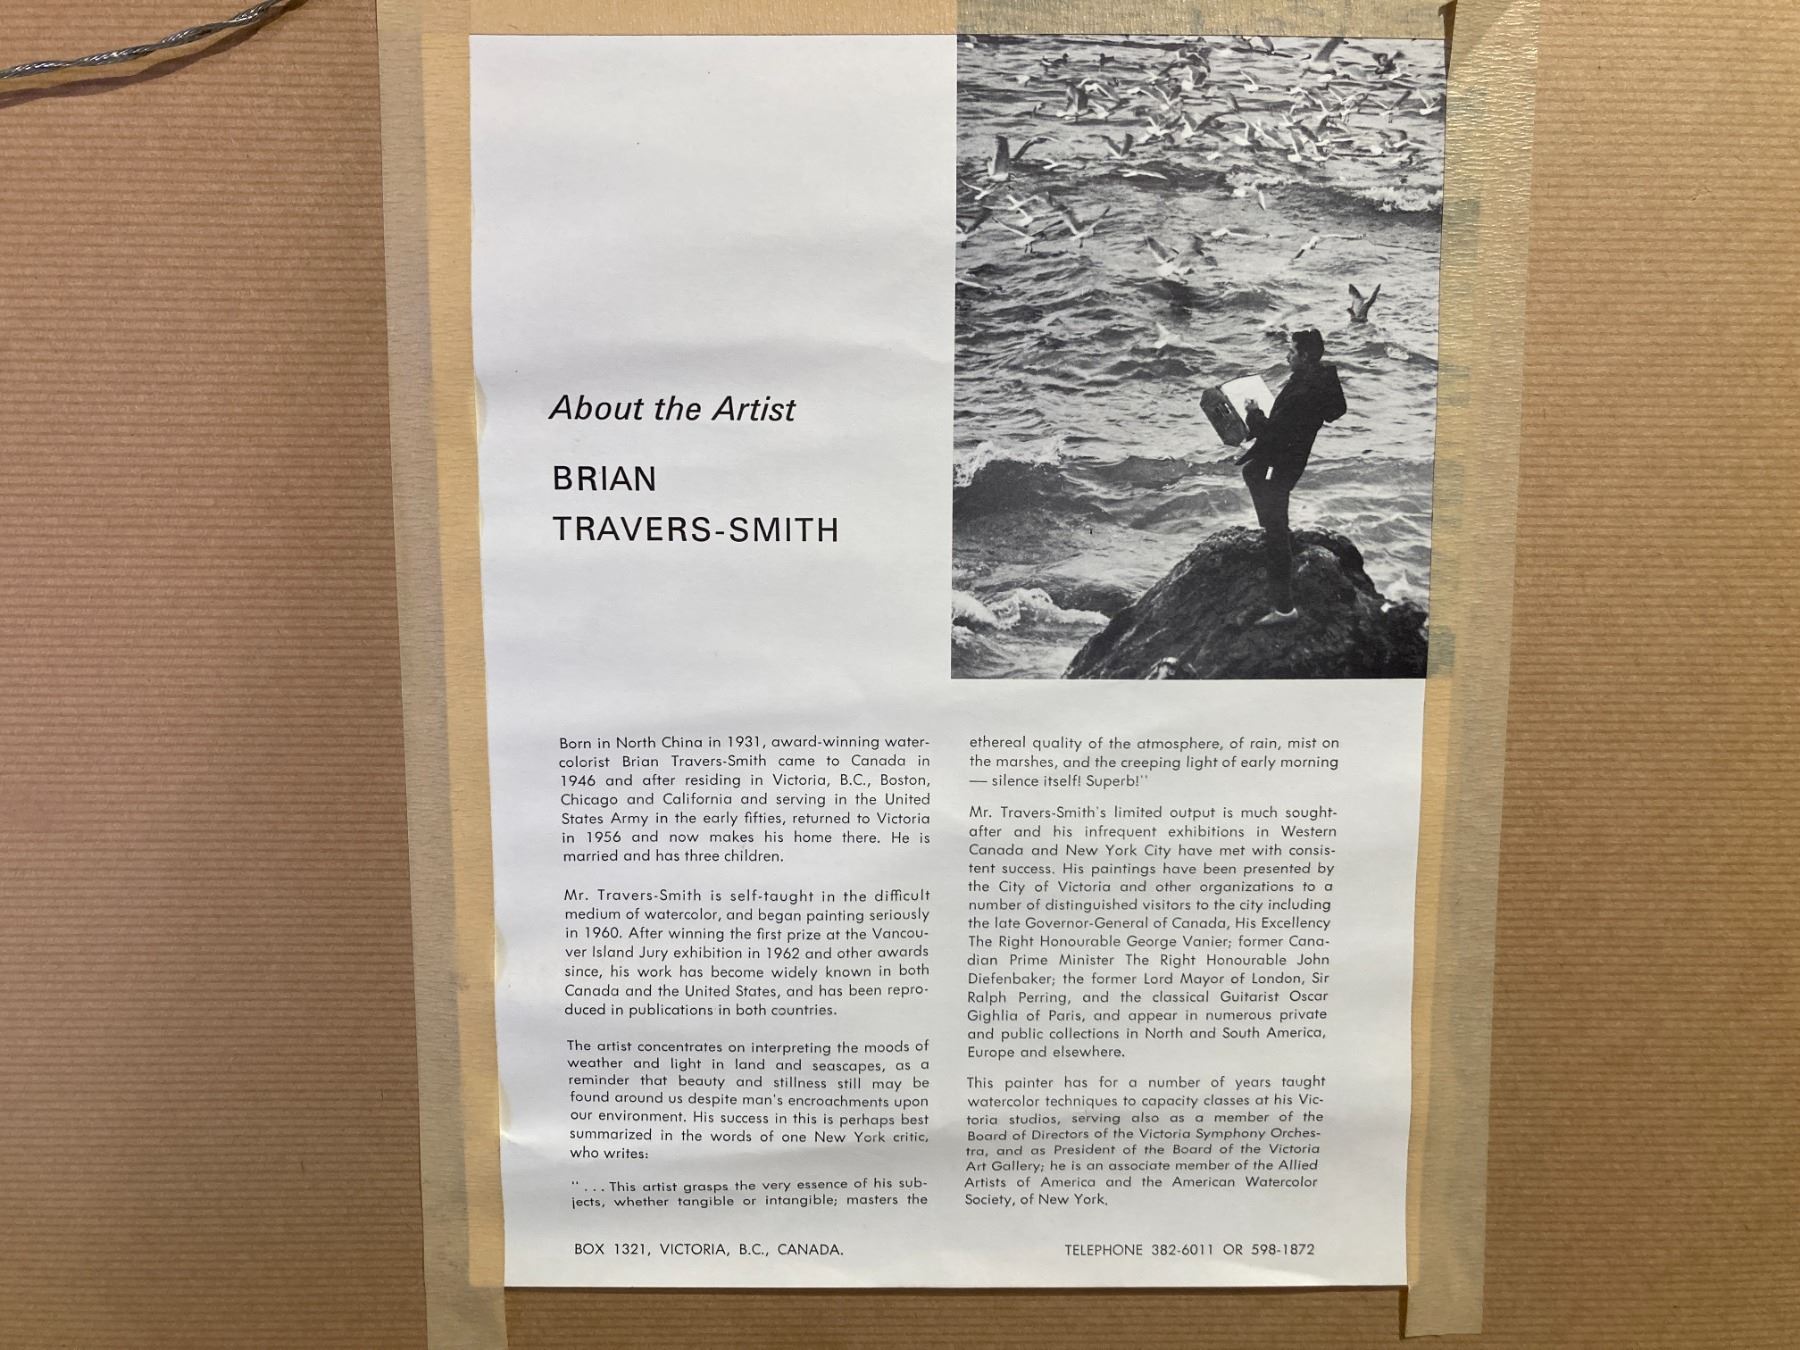 About the Artist
BRIAN
TRAVERS-SMITH
Born in North China in 1931, award-winning water-
colorist Brian Travers-Smith came to Canada in
1946 and after residing in Victoria, B.C., Boston,
Chicago and California and serving in the United
States Army in the early fifties, returned to Victoria
in 1956 and now makes his home there. He is
married and has three children.
Mr. Travers-Smith is self-taught in the difficult
medium of watercolor, and began painting seriously
in 1960. After winning the first prize at the Vancou-
ver Island Jury exhibition in 1962 and other awards
since, his work has become widely known in both
Canada and the United States, and has been repro-
duced in publications in both countries.
The artist concentrates on interpreting the moods of
weather and light in land and seascapes, as a
reminder that beauty and stillness still may be
found around us despite man's encroachments upon
our environment. His success in this is perhaps best
summarized in the words of one New York critic,
who writes:
" . . . This artist grasps the very essence of his sub-
jects, whether tangible or intangible; masters the
ethereal quality of the atmosphere, of rain, mist on
the marshes, and the creeping light of early morning
— silence itself! Superb!"
Mr. Travers-Smith's limited output is much sought-
after and his infrequent exhibitions in Western
Canada and New York City have met with consis-
tent success. His paintings have been presented by
the City of Victoria and other organizations to a
number of distinguished visitors to the city including
the late Governor-General of Canada, His Excellency
The Right Honourable George Vanier; former Cana-
dian Prime Minister The Right Honourable John
Diefenbaker; the former Lord Mayor of London, Sir
Ralph Perring, and the classical Guitarist Oscar
Gighlia of Paris, and appear in numerous private
and public collections in North and South America,
Europe and elsewhere.
This painter has for a number of years taught
watercolor techniques to capacity classes at his Vic-
toria studios, serving also as a member of the
Board of Directors of the Victoria Symphony Orches-
tra, and as President of the Board of the Victoria
Art Gallery; he is an associate member of the Allied
Artists of America and the American Watercolor
Society, of New York.
BOX 1321, VICTORIA, B.C., CANADA.
TELEPHONE 382-6011 OR 598-1872